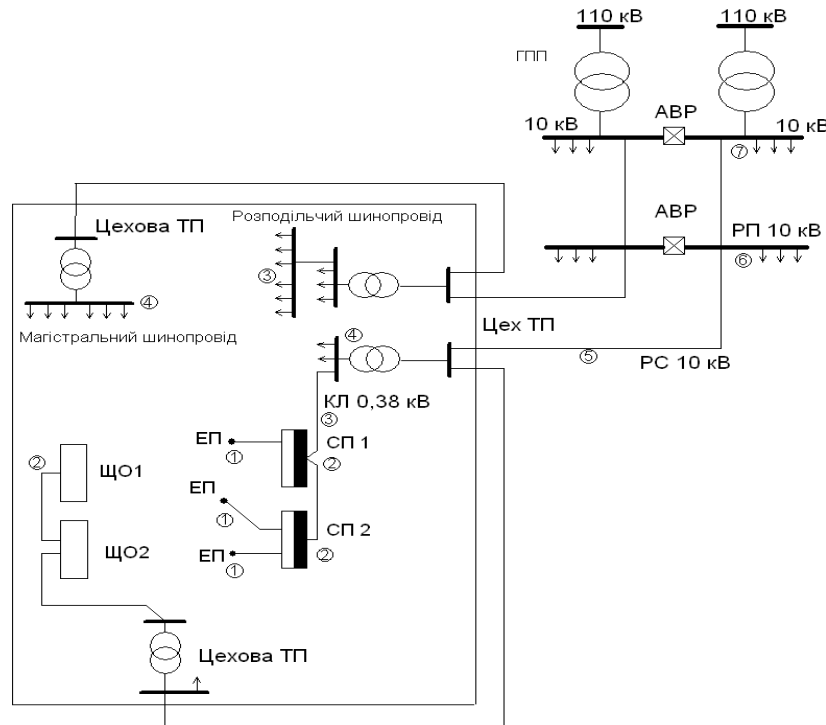 110 кВ
110 кВ
ГПП
10 кВ
АВР
10 кВ
⑦
АВР
РП 10 кВ
⑥
Цехова ТП
Розподільчий шинопровід
③
④
Магістральний шинопровід
Цех ТП
④
⑤
РС 10 кВ
КЛ 0,38 кВ
③
ЕП
①
СП 1
②
②
ЩО1
ЕП
①
СП 2
②
ЩО2
ЕП
①
Цехова ТП